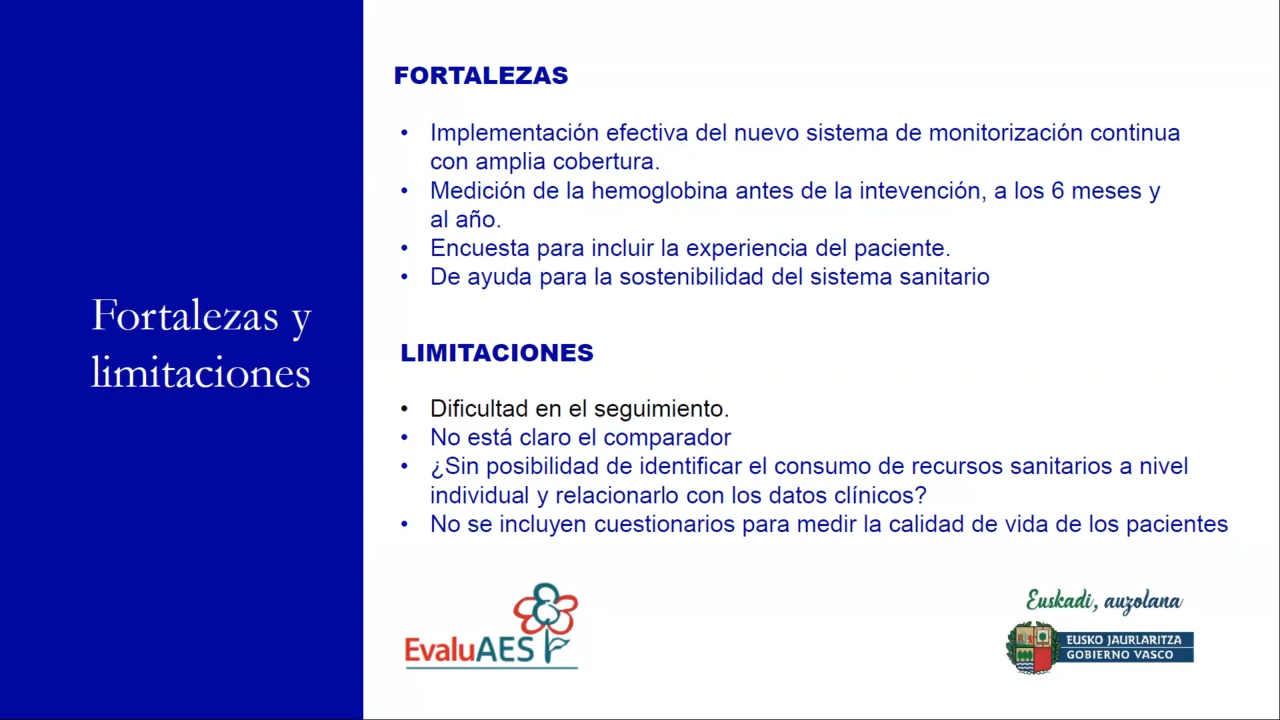 Fortalezas y
limitaciones
FORTALEZAS
• Implementación efectiva del nuevo sistema de monitorización continua
con amplia cobertura.
• Medición de la hemoglobina antes de la intevención, a los 6 meses y
al año.
• Encuesta para incluir la experiencia del paciente.
• De ayuda para la sostenibilidad del sistema sanitario
LIMITACIONES
• Dificultad en el seguimiento.
• No está claro el comparador
• ¿Sin posibilidad de identificar el consumo de recursos sanitarios a nivel
individual y relacionarlo con los datos clínicos?
• No se incluyen cuestionarios para medir la calidad de vida de los pacientes
EvaluAES
Euskadi, auzolana
EUSKO JAURLARITZA
GOBIERNO VASCO